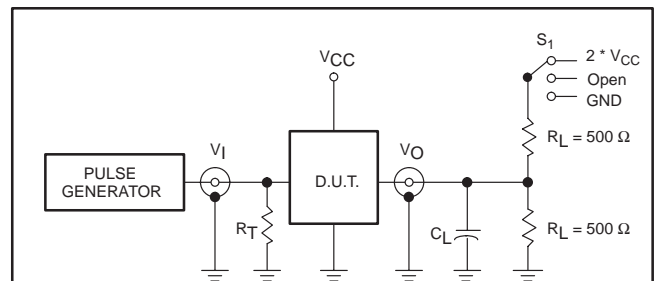 S1
2 * VCC
Open
GND
VCC
RL = 500 Ω
VI
VO
PULSE
GENERATOR
D.U.T.
RT
CL
RL = 500 Ω